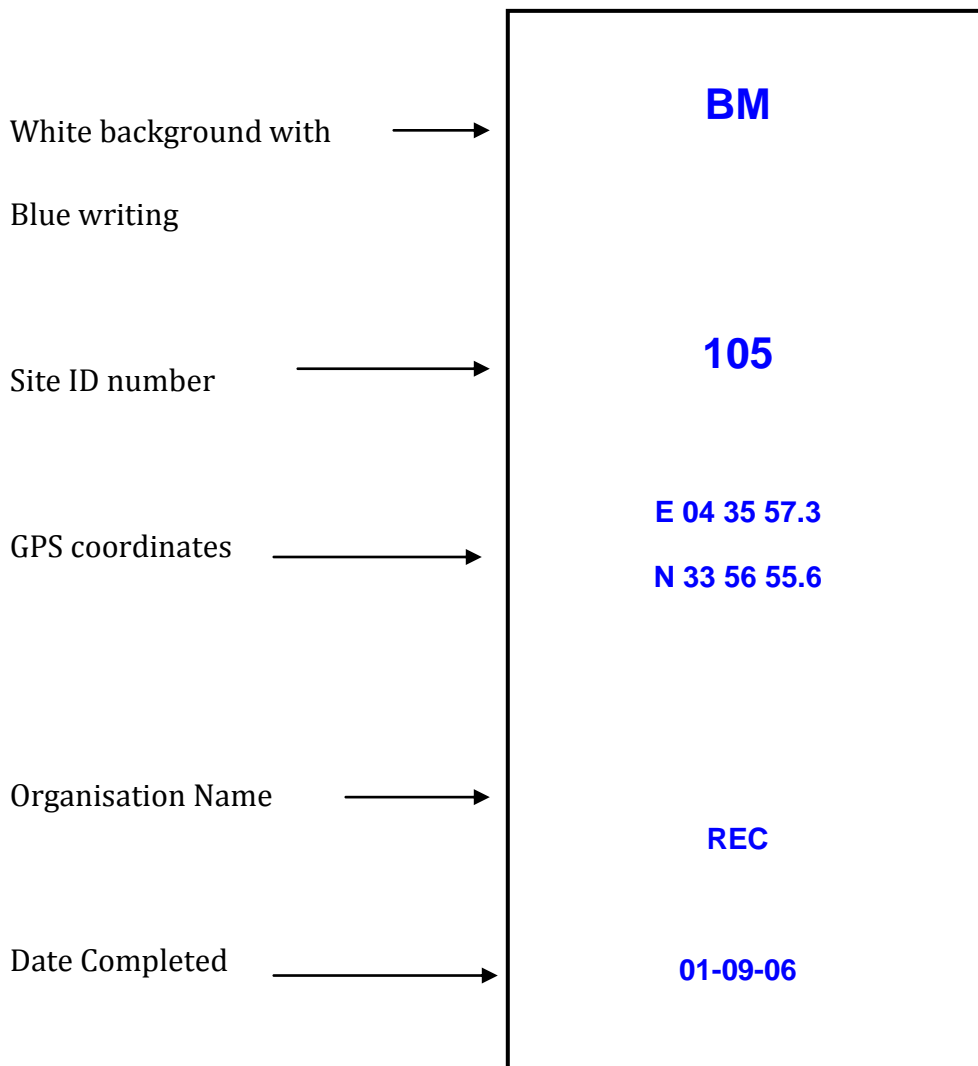 BM
White background with
Blue writing
105
Site ID number
E 04 35 57.3
GPS coordinates
N 33 56 55.6
Organisation Name
REC
Date Completed
01-09-06